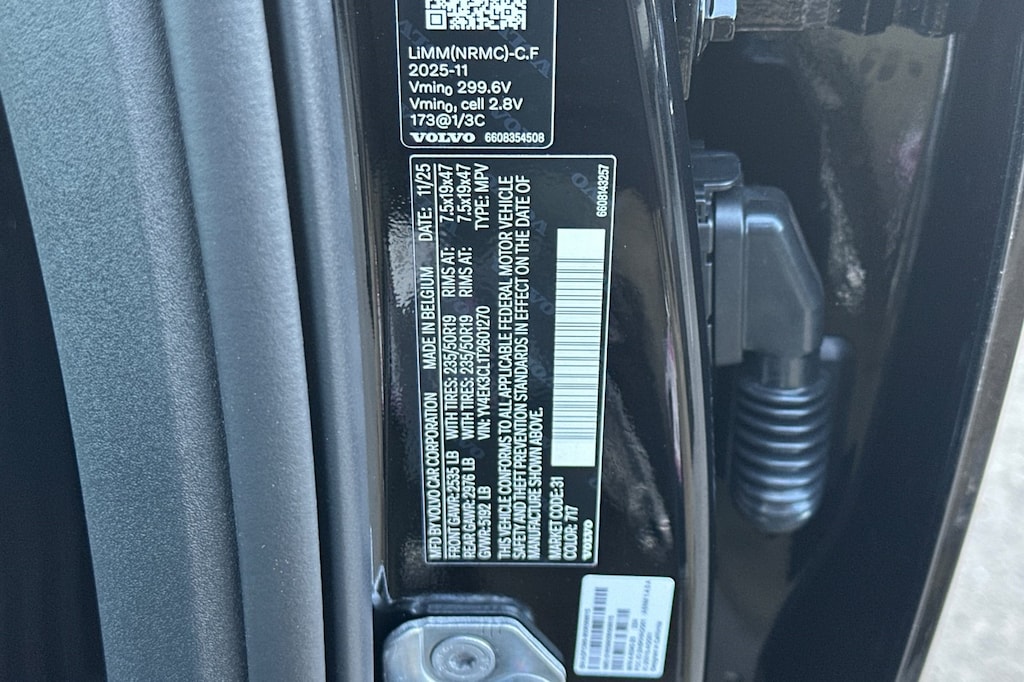 LiMM(NRMC)-C.F
2025-11
Vmin₀ 299.6V
Vmin₀, cell 2.8V
173@1/3C
VOLVO 6608354508
MFD BY VOLVO CAR CORPORATION MADE IN BELGIUM DATE: 11/25
FRONT GAWR: 2535 LB WITH TIRES: 235/50R19 RIMS AT: 7.5x19x47
REAR GAWR: 2976 LB WITH TIRES: 235/50R19 RIMS AT: 7.5x19x47
GVWR: 5192 LB VIN: YV4EK3CL1T2601270 TYPE: MPV
THIS VEHICLE CONFORMS TO ALL APPLICABLE FEDERAL MOTOR VEHICLE
SAFETY AND THEFT PREVENTION STANDARDS IN EFFECT ON THE DATE OF
MANUFACTURE SHOWN ABOVE.
MARKET CODE: 31
COLOR: 717
VOLVO
6608143257